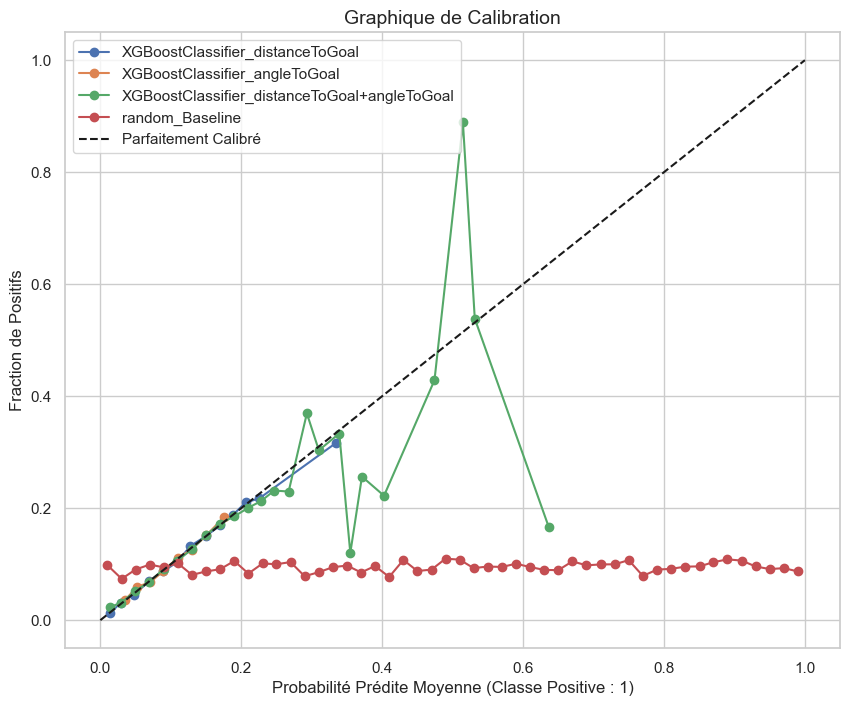 Graphique de Calibration
XGBoostClassifier_distanceToGoal
XGBoostClassifier_angleToGoal
XGBoostClassifier_distanceToGoal+angleToGoal
random_Baseline
Parfaitement Calibré
Fraction de Positifs
1.0
0.8
0.6
0.4
0.2
0.0
0.0 0.2 0.4 0.6 0.8 1.0
Probabilité Prédite Moyenne (Classe Positive : 1)